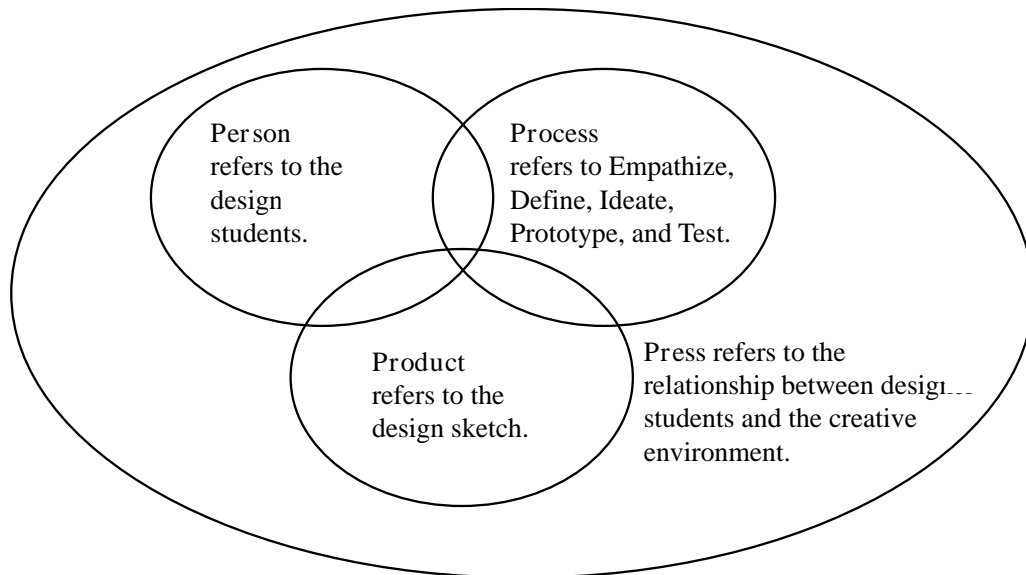 Person
refers to the
design
students.
Process
refers to Empathize,
Define, Ideate,
Prototype, and Test.
Product
refers to the
design sketch.
Press refers to the
relationship between
students and the creative
environment.